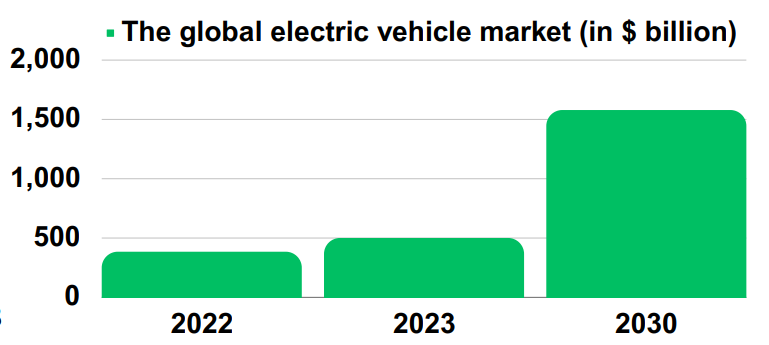 The global electric vehicle market (in $ billion)
2,000
1,500
1,000
500
0
2022 2023 2030